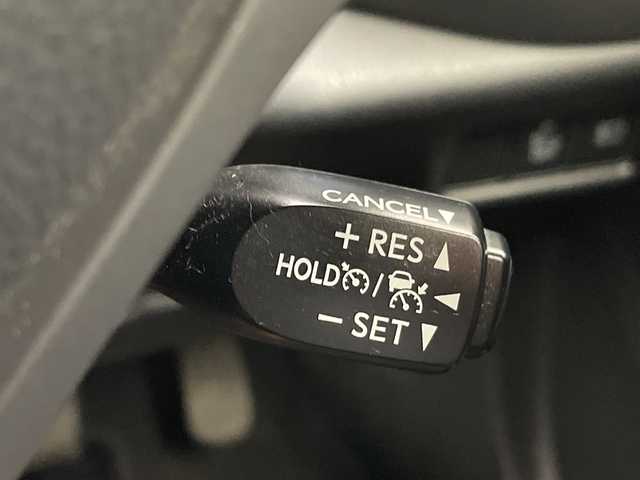 CANCEL▼
+ RES ▲
HOLD / ◀
− SET ▼